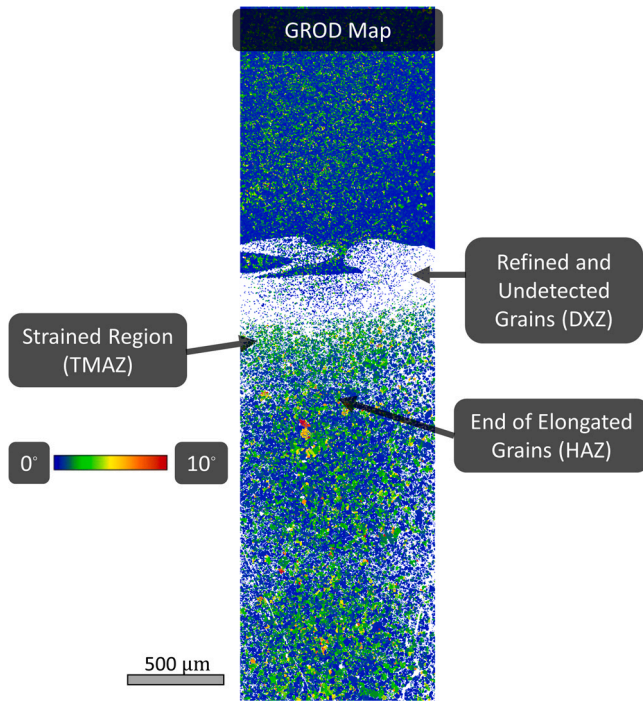 GROD Map
Refined and
Undetected
Grains (DXZ)
Strained Region
(TMAZ)
End of Elongated
Grains (HAZ)
0°
10°
500 μm